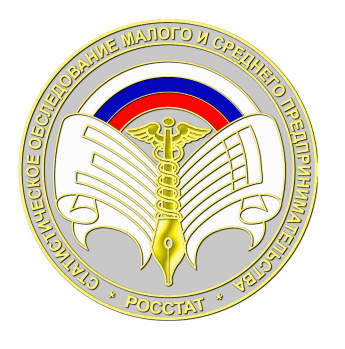 СТАТИСТИЧЕСКОЕ ОБСЛЕДОВАНИЕ МАЛОГО И СРЕДНЕГО ПРЕДПРИНИМАТЕЛЬСТВА
* РОССТАТ *